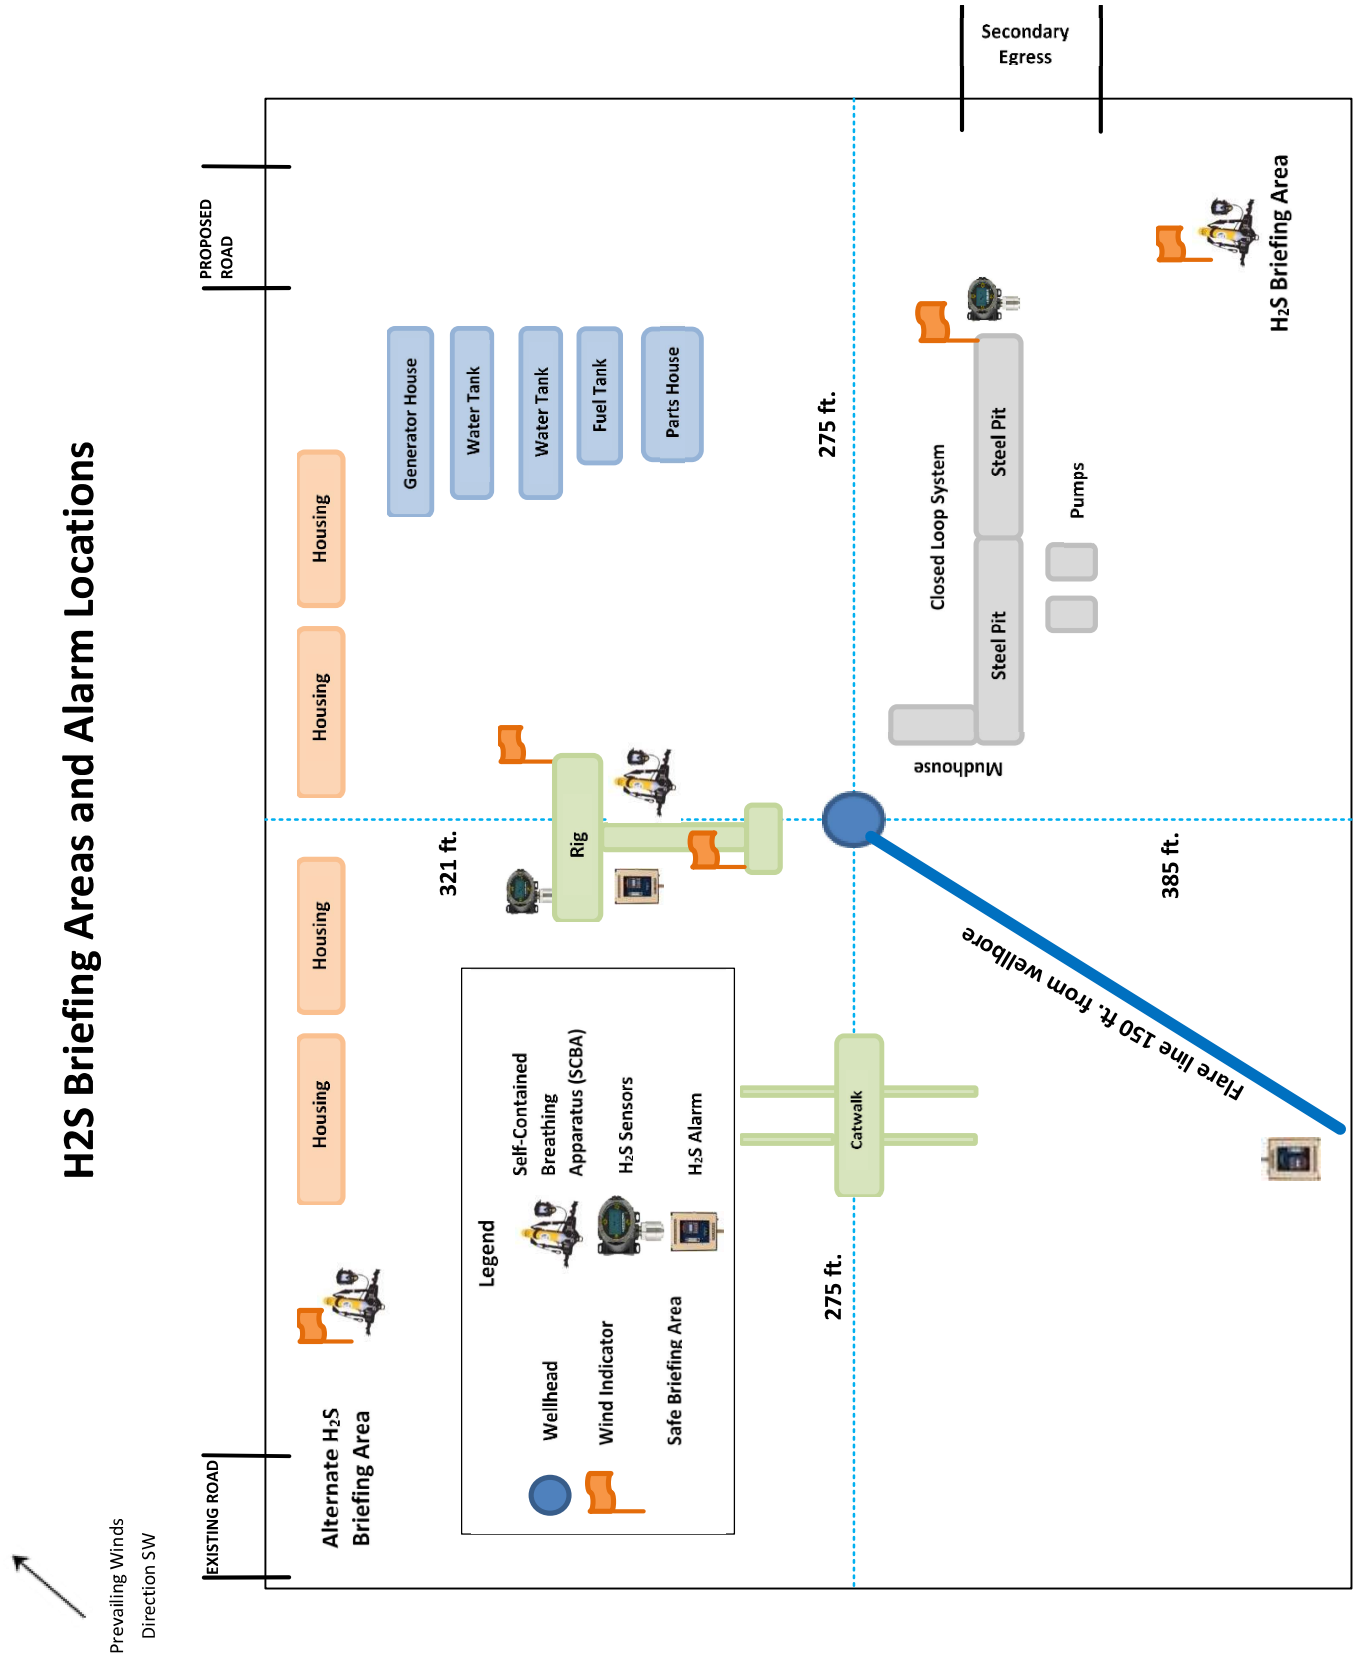 H2S Briefing Areas and Alarm Locations
Prevailing Winds
Direction SW
EXISTING ROAD
PROPOSED
ROAD
Secondary
Egress
Alternate H₂S
Briefing Area
Housing
Housing
Housing
Housing
Generator House
Water Tank
Water Tank
Fuel Tank
Parts House
321 ft.
Rig
Legend
Wellhead
Wind Indicator
Safe Briefing Area
Self-Contained
Breathing
Apparatus (SCBA)
H₂S Sensors
H₂S Alarm
275 ft.
275 ft.
Catwalk
Closed Loop System
Mudhouse
Steel Pit
Steel Pit
Pumps
385 ft.
Flare line 150 ft. from wellbore
H₂S Briefing Area